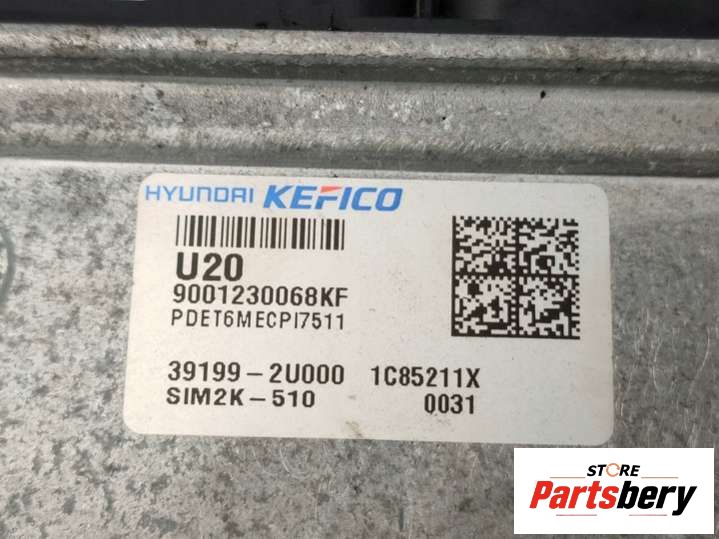 HYUNDAI KEFICO
U20
9001230068KF
PDET6MECPI7511
39199-2U000 1C85211X
SIM2K-510 0031
STORE
Partsbery